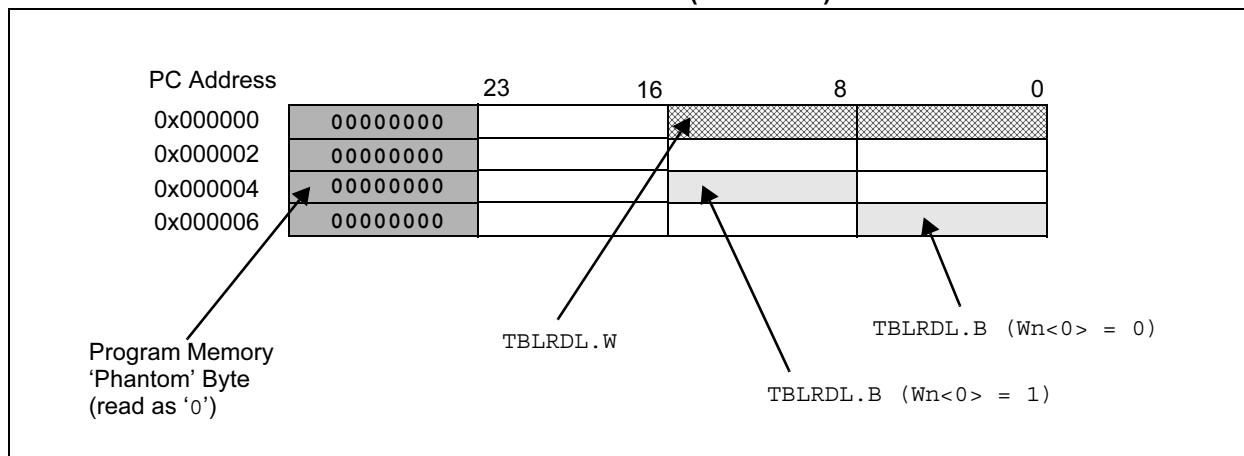 PC Address
23 16 8 0
0x000000 00000000
0x000002 00000000
0x000004 00000000
0x000006 00000000
TBLRDL.W
TBLRDL.B (Wn<0> = 0)
TBLRDL.B (Wn<0> = 1)
Program Memory
‘Phantom’ Byte
(read as ‘0’)